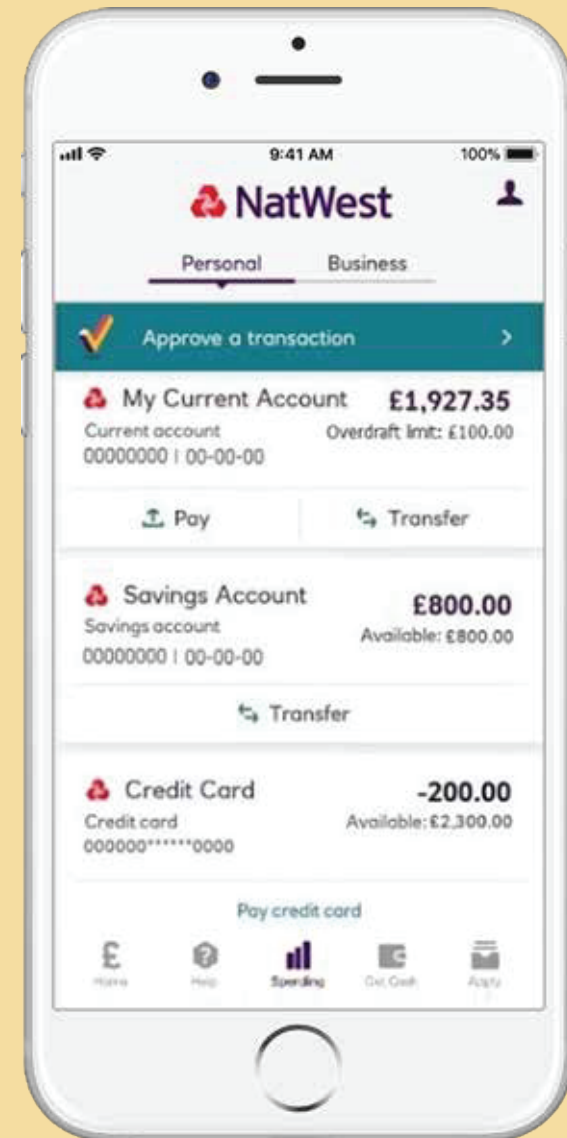 9:41 AM 100%
NatWest
Personal Business
Approve a transaction
My Current Account £1,927.35
Current account Overdraft limit: £100.00
00000000 | 00-00-00
Pay Transfer
Savings Account £800.00
Savings account Available: £800.00
00000000 | 00-00-00
Transfer
Credit Card -200.00
Credit card Available: £2,300.00
000000******0000
Pay credit card
£
Home Help Spending Get Cash Apply